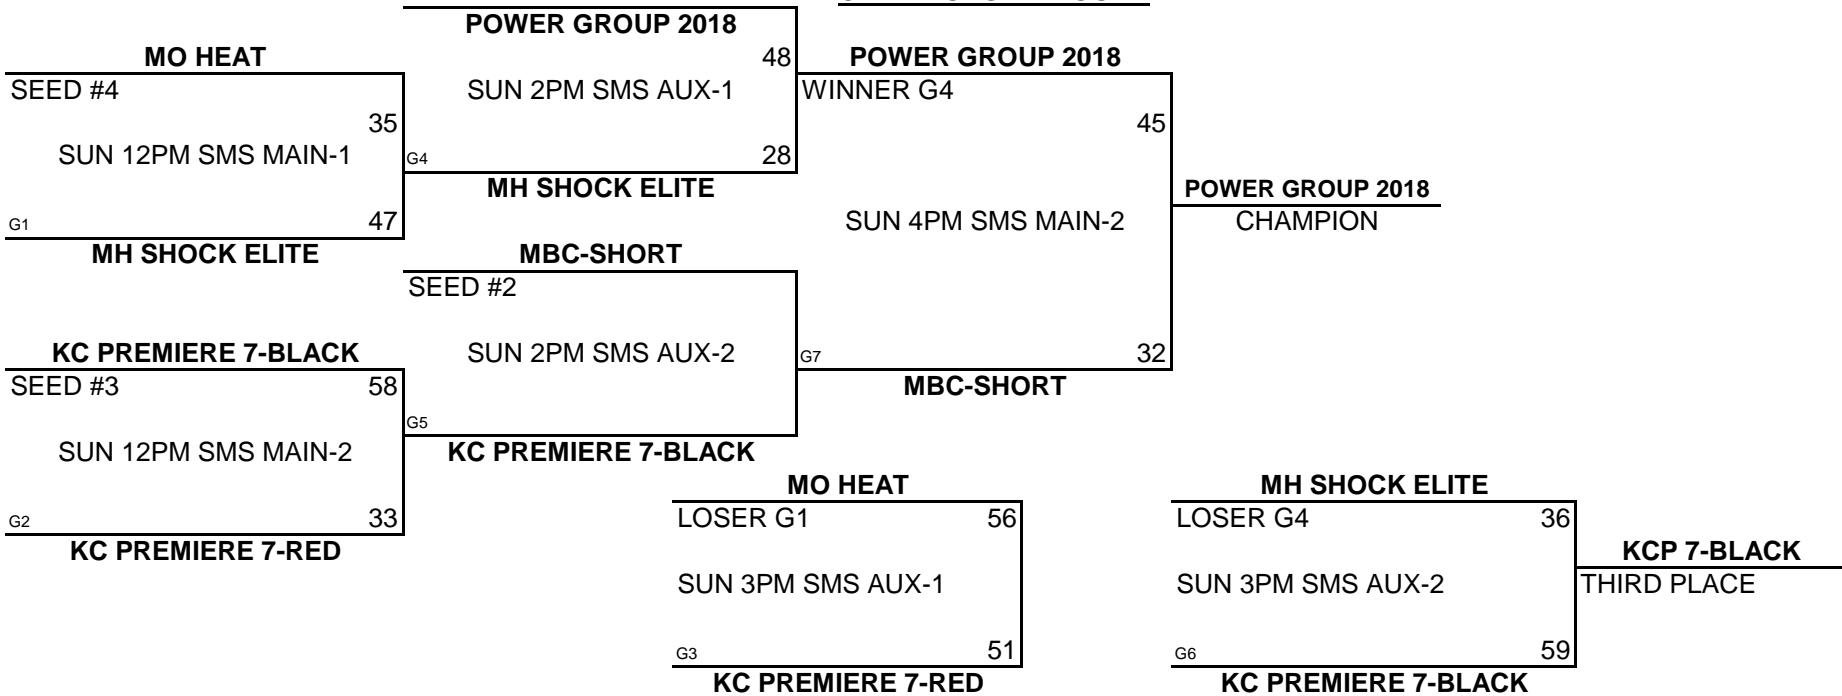 POWER GROUP 2018
MO HEAT
48
POWER GROUP 2018
SEED #4
SUN 2PM SMS AUX-1
WINNER G4
35
45
SUN 12PM SMS MAIN-1
G4
28
MH SHOCK ELITE
POWER GROUP 2018
G1
47
SUN 4PM SMS MAIN-2
CHAMPION
MH SHOCK ELITE
MBC-SHORT
SEED #2
KC PREMIERE 7-BLACK
SUN 2PM SMS AUX-2
G7
32
SEED #3
58
MBC-SHORT
G5
SUN 12PM SMS MAIN-2
KC PREMIERE 7-BLACK
MO HEAT
MH SHOCK ELITE
G2
33
LOSER G1
56
LOSER G4
36
KC PREMIERE 7-RED
KCP 7-BLACK
SUN 3PM SMS AUX-1
SUN 3PM SMS AUX-2
THIRD PLACE
G3
51
G6
59
KC PREMIERE 7-RED
KC PREMIERE 7-BLACK